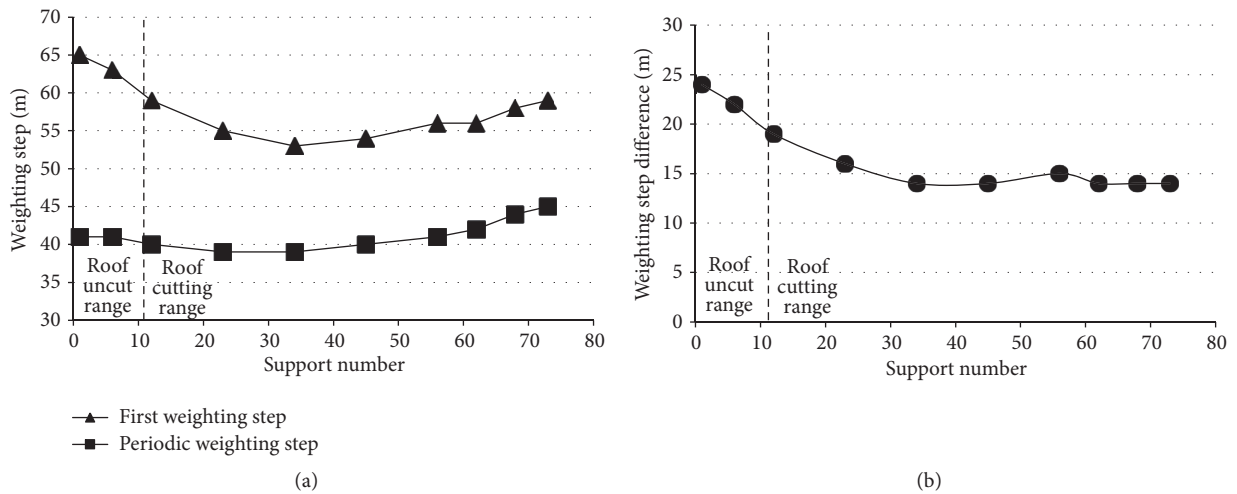 70
65
60
55
50
45
40
35
30
Weighting step (m)
Roof
uncut
range
Roof
cutting
range
0 10 20 30 40 50 60 70 80
Support number
First weighting step
Periodic weighting step
(a)
30
25
20
15
10
5
0
Weighting step difference (m)
Roof
uncut
range
Roof
cutting
range
0 10 20 30 40 50 60 70 80
Support number
(b)